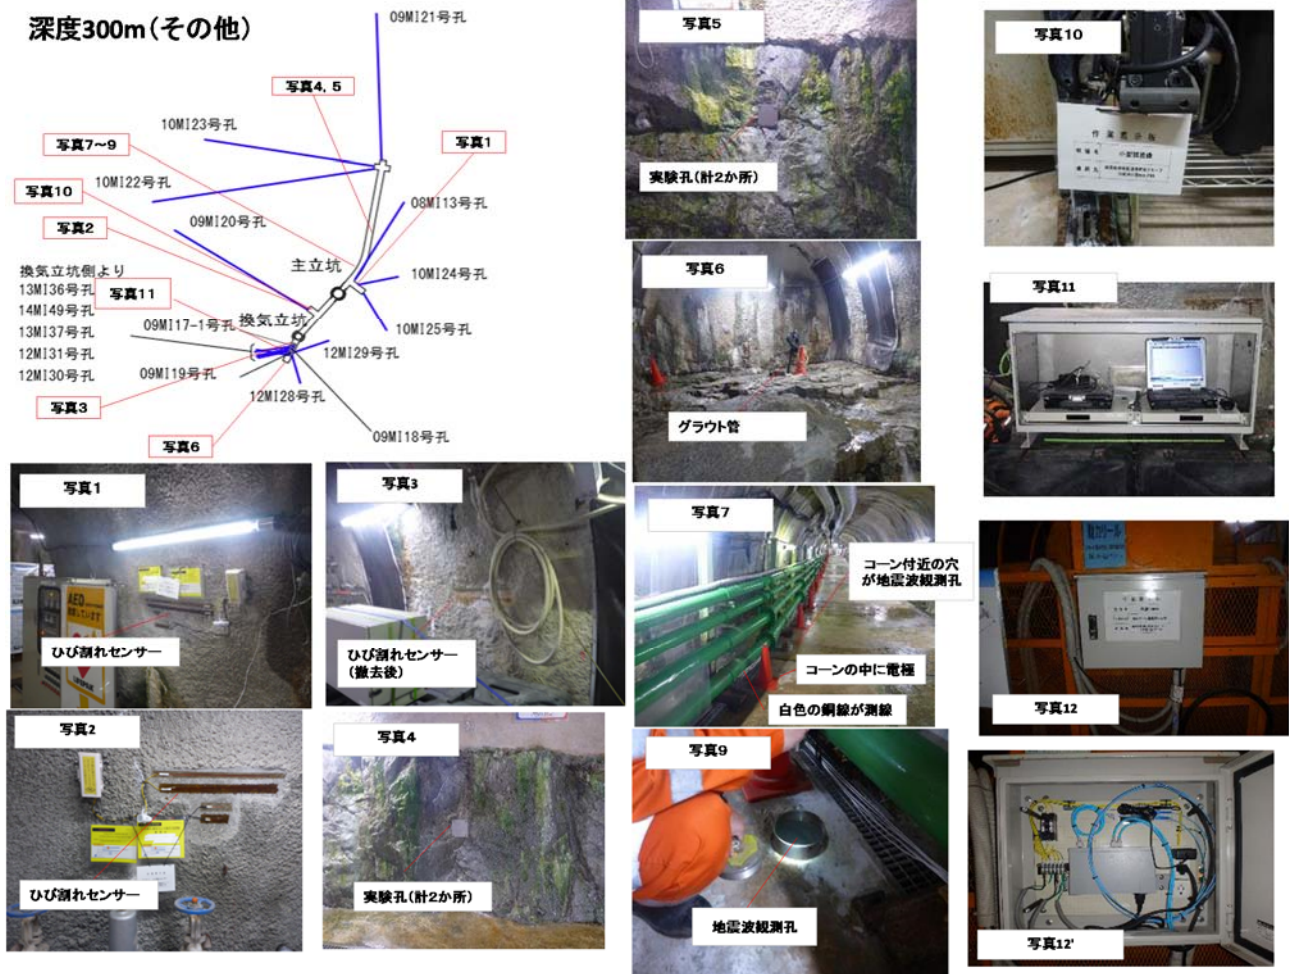 深度300m(その他)
09MI21号孔
写真4, 5
10MI23号孔
写真7～9
写真1
10MI22号孔
写真10
08MI13号孔
09MI20号孔
写真2
主立坑
換気立坑側より
13MI36号孔
写真11
10MI24号孔
14MI49号孔
09MI17-1号孔
換気立坑
13MI37号孔
10MI25号孔
12MI31号孔
12MI29号孔
12MI30号孔
09MI19号孔
12MI28号孔
写真3
09MI18号孔
写真6
写真1
AED
ひび割れセンサー
写真3
ひび割れセンサー
(撤去後)
写真2
ひび割れセンサー
写真4
実験孔(計2か所)
写真5
実験孔(計2か所)
写真6
グラウト管
写真7
コーン付近の穴
が地震波観測孔
コーンの中に電極
白色の銅線が測線
写真9
地震波観測孔
写真10
写真11
写真12
写真12'